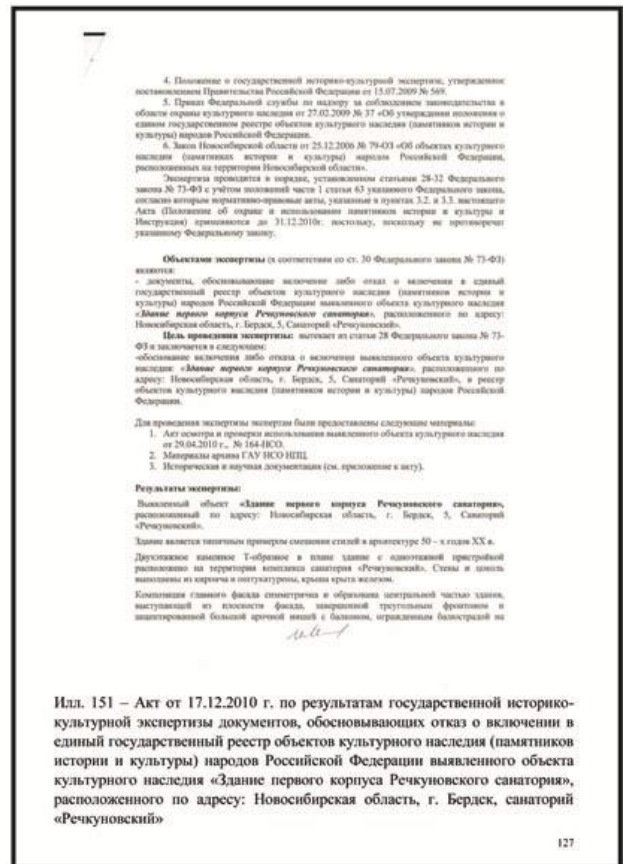 4. Положение о государственной историко-культурной экспертизе, утвержденное
постановлением Правительства Российской Федерации от 15.07.2009 № 569.
5. Приказ Федеральной службы по надзору за соблюдением законодательства в
области охраны культурного наследия от 27.02.2009 № 37 «Об утверждении положения о
едином государственном реестре объектов культурного наследия (памятников истории и
культуры) народов Российской Федерации.
6. Закон Новосибирской области от 25.12.2006 № 79-ОЗ «Об объектах культурного
наследия (памятниках истории и культуры) народов Российской Федерации,
расположенных на территории Новосибирской области».
Экспертиза проводится в порядке, установленном статьями 28-32 Федерального
закона № 73-ФЗ с учётом положений части 1 статьи 63 указанного Федерального закона,
согласно которым нормативно-правовые акты, указанные в пунктах 3.2. и 3.3. настоящего
Акта (Положение об охране и использовании памятников истории и культуры и
Инструкция) применяются до 31.12.2010г. постольку, поскольку не противоречат
указанному Федеральному закону.
Объектами экспертизы (в соответствии со ст. 30 Федерального закона № 73-ФЗ)
являются:
- документы, обосновывающие включение либо отказ о включении в единый
государственный реестр объектов культурного наследия (памятников истории и
культуры) народов Российской Федерации выявленного объекта культурного наследия
«Здание первого корпуса Речкуновского санатория», расположенного по адресу:
Новосибирская область, г. Бердск, 5, Санаторий «Речкуновский».
Цель проведения экспертизы: вытекает из статьи 28 Федерального закона № 73-
ФЗ и заключается в следующем:
-обоснование включения либо отказа о включении выявленного объекта культурного
наследия: «Здание первого корпуса Речкуновского санатория», расположенного по
адресу: Новосибирская область, г. Бердск, 5, Санаторий «Речкуновский», в реестр
объектов культурного наследия (памятников истории и культуры) народов Российской
Федерации.
Для проведения экспертизы экспертам были предоставлены следующие материалы:
1. Акт осмотра и проверки использования выявленного объекта культурного наследия
от 29.04.2010 г., № 164-НСО.
2. Материалы архива ГАУ НСО НПЦ.
3. Историческая и научная документация (см. приложение к акту).
Результаты экспертизы:
Выявленный объект «Здание первого корпуса Речкуновского санатория»,
расположенный по адресу: Новосибирская область, г. Бердск, 5, Санаторий
«Речкуновский».
Здание является типичным примером смешения стилей в архитектуре 50 – х годов XX в.
Двухэтажное каменное Т-образное в плане здание с одноэтажной пристройкой
расположено на территории комплекса санатория «Речкуновский». Стены и цоколь
выполнены из кирпича и оштукатурены, крыша крыта железом.
Композиция главного фасада симметрична и образована центральной частью здания,
выступающей из плоскости фасада, завершенной треугольным фронтоном и
акцентированной большой арочной нишей с балконом, огражденным балюстрадой на
Илл. 151 – Акт от 17.12.2010 г. по результатам государственной историко-
культурной экспертизы документов, обосновывающих отказ о включении в
единый государственный реестр объектов культурного наследия (памятников
истории и культуры) народов Российской Федерации выявленного объекта
культурного наследия «Здание первого корпуса Речкуновского санатория»,
расположенного по адресу: Новосибирская область, г. Бердск, санаторий
«Речкуновский»
127